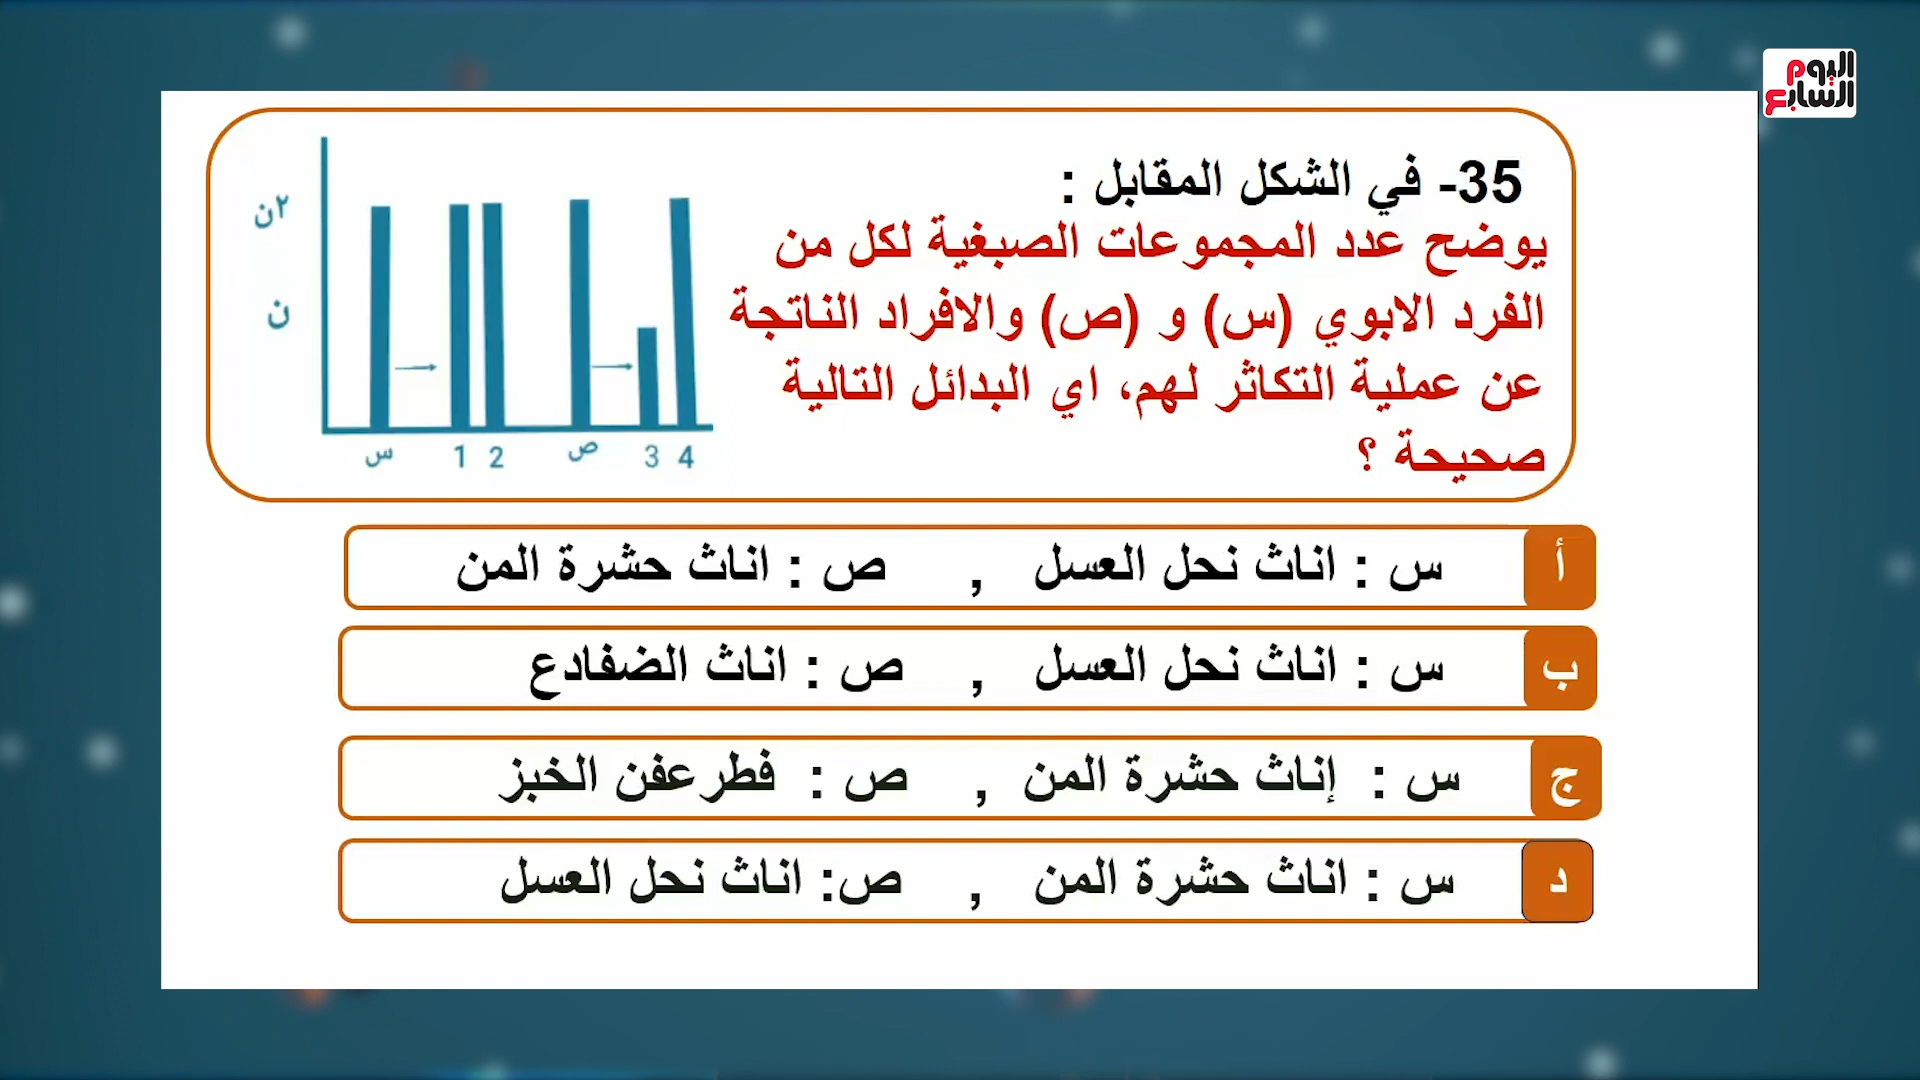 اليوم
السابع
35- في الشكل المقابل :
يوضح عدد المجموعات الصبغية لكل من
الفرد الابوي (س) و (ص) والافراد الناتجة
عن عملية التكاثر لهم، اي البدائل التالية
صحيحة ؟
٢ن
ن
س 1 2 ص 3 4
أ س : اناث نحل العسل , ص : اناث حشرة المن
ب س : اناث نحل العسل , ص : اناث الضفادع
ج س : إناث حشرة المن , ص : فطرعفن الخبز
د س : اناث حشرة المن , ص: اناث نحل العسل